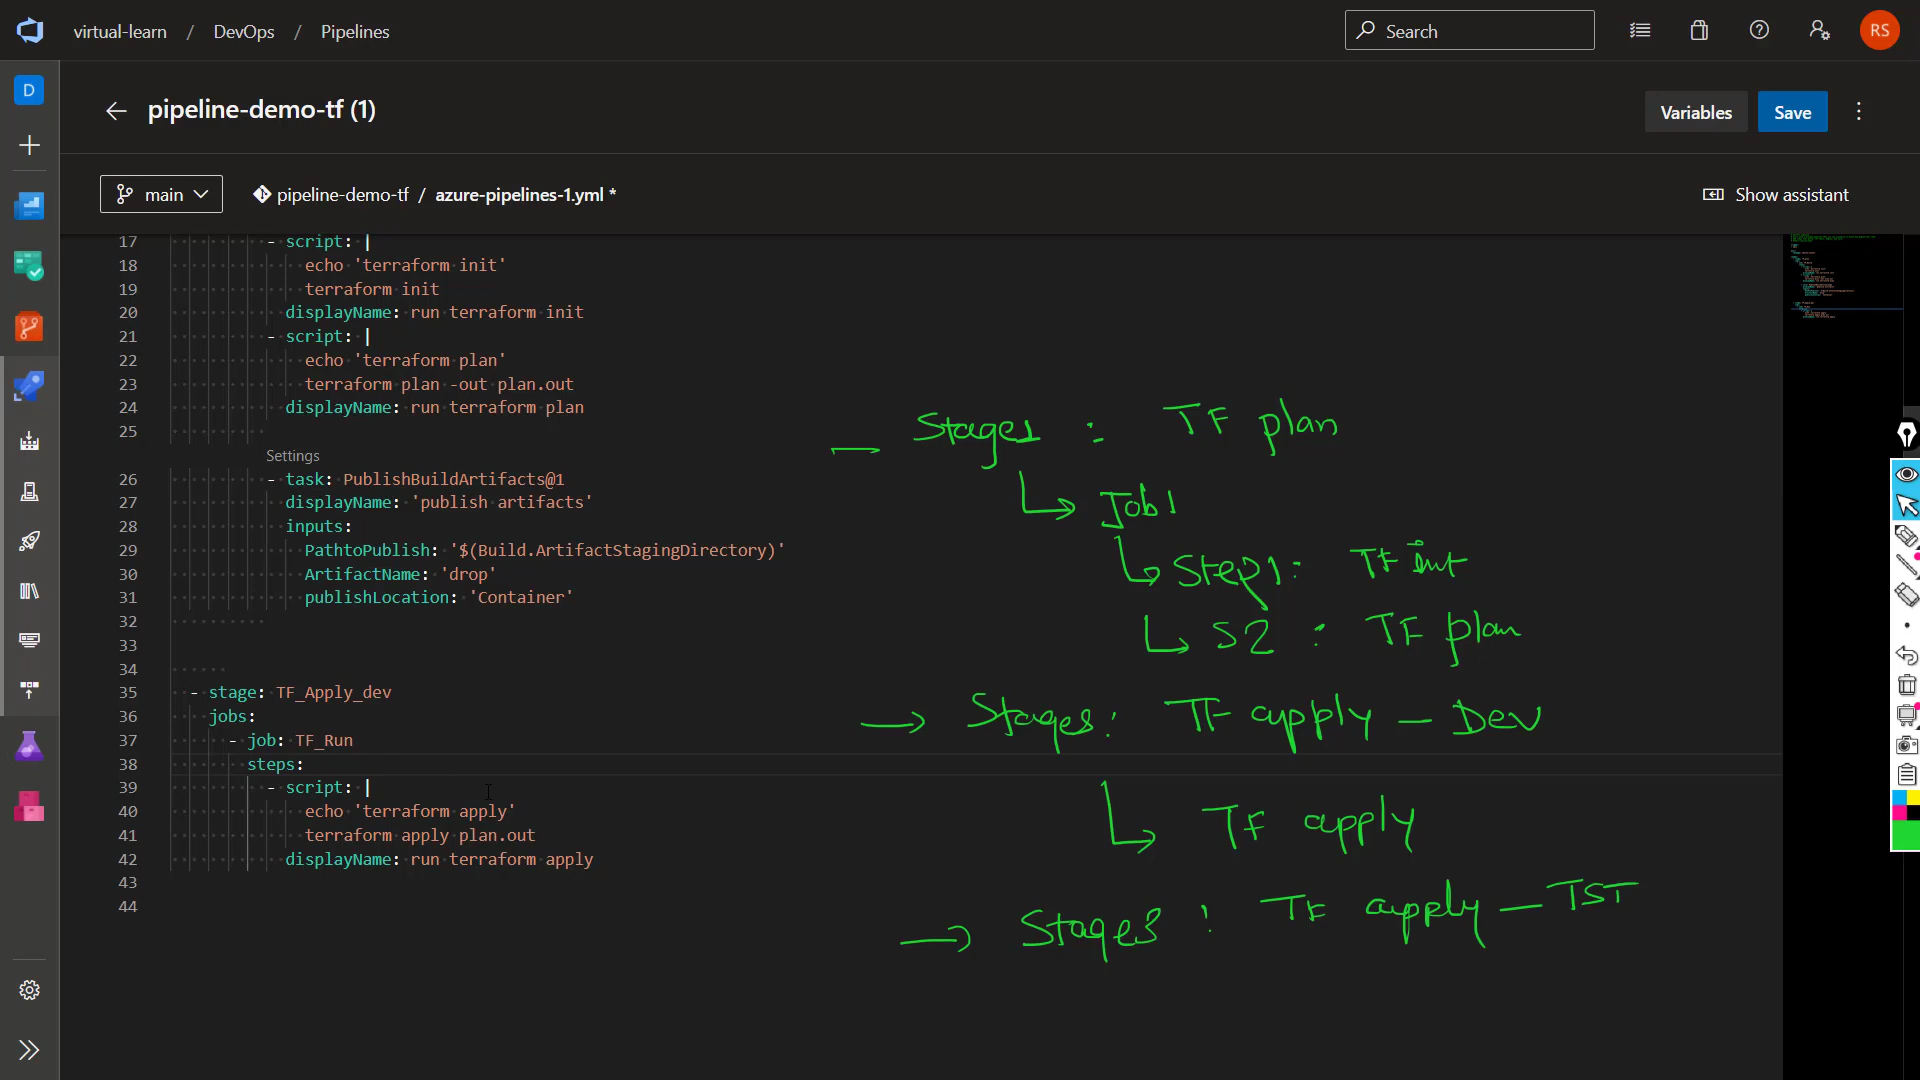 virtual-learn / DevOps / Pipelines
Search
RS
D
pipeline-demo-tf (1)
Variables
Save
main
pipeline-demo-tf / azure-pipelines-1.yml *
Show assistant
17 - script: |
18 echo 'terraform init'
19 terraform init
20 displayName: run terraform init
21 - script: |
22 echo 'terraform plan'
23 terraform plan -out plan.out
24 displayName: run terraform plan
25
Settings
26 - task: PublishBuildArtifacts@1
27 displayName: 'publish artifacts'
28 inputs:
29 PathtoPublish: '$(Build.ArtifactStagingDirectory)'
30 ArtifactName: 'drop'
31 publishLocation: 'Container'
32
33
34
35 - stage: TF_Apply_dev
36 jobs:
37 - job: TF_Run
38 steps:
39 - script: |
40 echo 'terraform apply'
41 terraform apply plan.out
42 displayName: run terraform apply
43
44
— Stage1 : TF plan
Job1
Step1: TF Init
S2 : TF plan
Stages: TF apply — Dev
TF apply
Stage3 : TF apply — TST